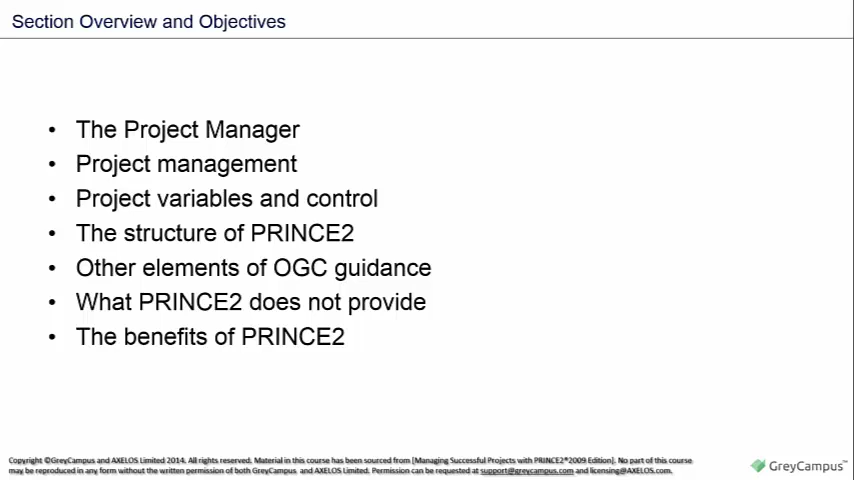 Section Overview and Objectives
• The Project Manager
• Project management
• Project variables and control
• The structure of PRINCE2
• Other elements of OGC guidance
• What PRINCE2 does not provide
• The benefits of PRINCE2
Copyright ©GreyCampus and AXELOS Limited 2014. All rights reserved. Material in this course has been sourced from [Managing Successful Projects with PRINCE2®2009 Edition]. No part of this course
may be reproduced in any form without the written permission of both GreyCampus and AXELOS Limited. Permission can be requested at support@greycampus.com and licensing@AXELOS.com.
GreyCampus™